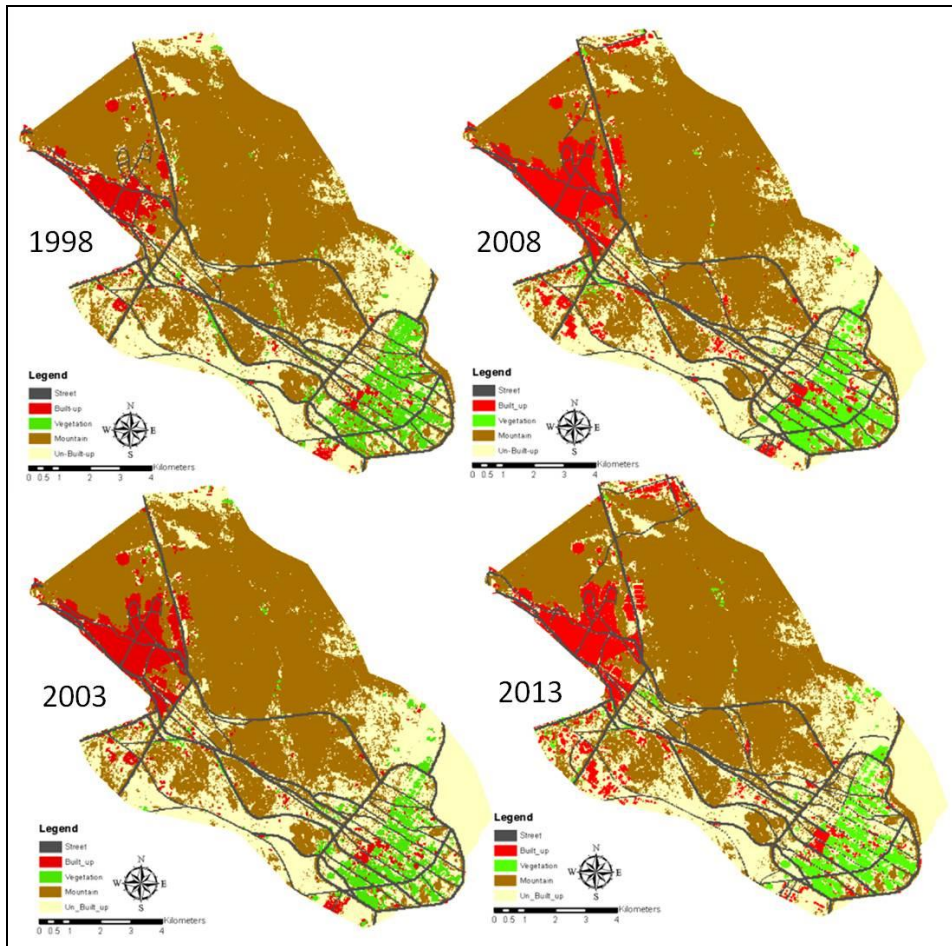 1998
Legend
Street
Built-up
Vegetation
Mountain
Un-Built-up
N
W E
S
0 0.5 1 2 3 4
Kilometers
2008
Legend
Street
Built_up
Vegetation
Mountain
Un-Built-up
N
W E
S
0 0.5 1 2 3 4
Kilometers
2003
Legend
Street
Built_up
Vegetation
Mountain
Un_Built_up
N
W E
S
0 0.5 1 2 3 4
Kilometers
2013
Legend
Street
Built_up
Vegetation
Mountain
Un_Built_up
N
W E
S
0 0.5 1 2 3 4
Kilometers